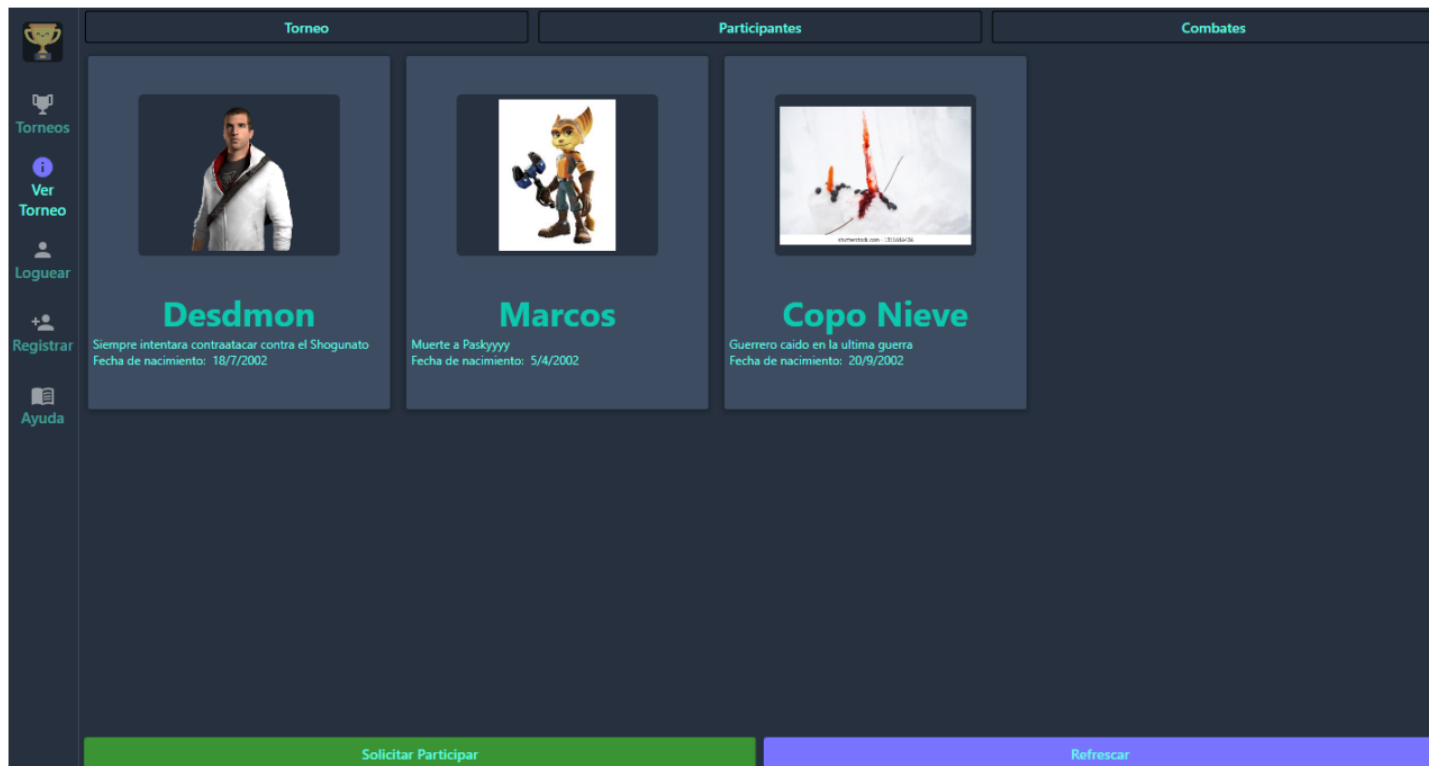 Torneo
Participantes
Combates
Torneos
Ver
Torneo
Loguear
Registrar
Ayuda
Desdmon
Siempre intentara contraatacar contra el Shogunato
Fecha de nacimiento: 18/7/2002
Marcos
Muerte a Paskyyyy
Fecha de nacimiento: 5/4/2002
Copo Nieve
Guerrero caido en la ultima guerra
Fecha de nacimiento: 20/9/2002
Solicitar Participar
Refrescar